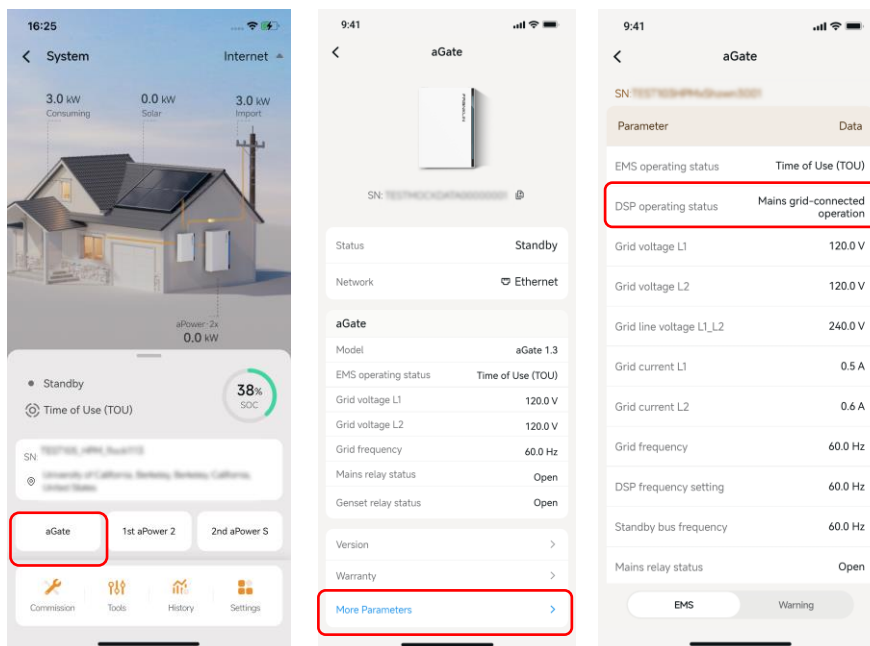 16:25
System
Internet
3.0 kW
0.0 kW
3.0 kW
Consuming
Solar
Import
aPower-2x
0.0 kW
Standby
Time of Use (TOU)
38%
SOC
SN:
University of California, Berkeley, Berkeley, California,
United States
aGate
1st aPower 2
2nd aPower S
Commission
Tools
History
Settings
9:41
aGate
SN:
Status
Standby
Network
Ethernet
aGate
Model
aGate 1.3
EMS operating status
Time of Use (TOU)
Grid voltage L1
120.0 V
Grid voltage L2
120.0 V
Grid frequency
60.0 Hz
Mains relay status
Open
Genset relay status
Open
Version
Warranty
More Parameters
9:41
aGate
SN:
Parameter
Data
EMS operating status
Time of Use (TOU)
DSP operating status
Mains grid-connected
operation
Grid voltage L1
120.0 V
Grid voltage L2
120.0 V
Grid line voltage L1_L2
240.0 V
Grid current L1
0.5 A
Grid current L2
0.6 A
Grid frequency
60.0 Hz
DSP frequency setting
60.0 Hz
Standby bus frequency
60.0 Hz
Mains relay status
Open
EMS
Warning